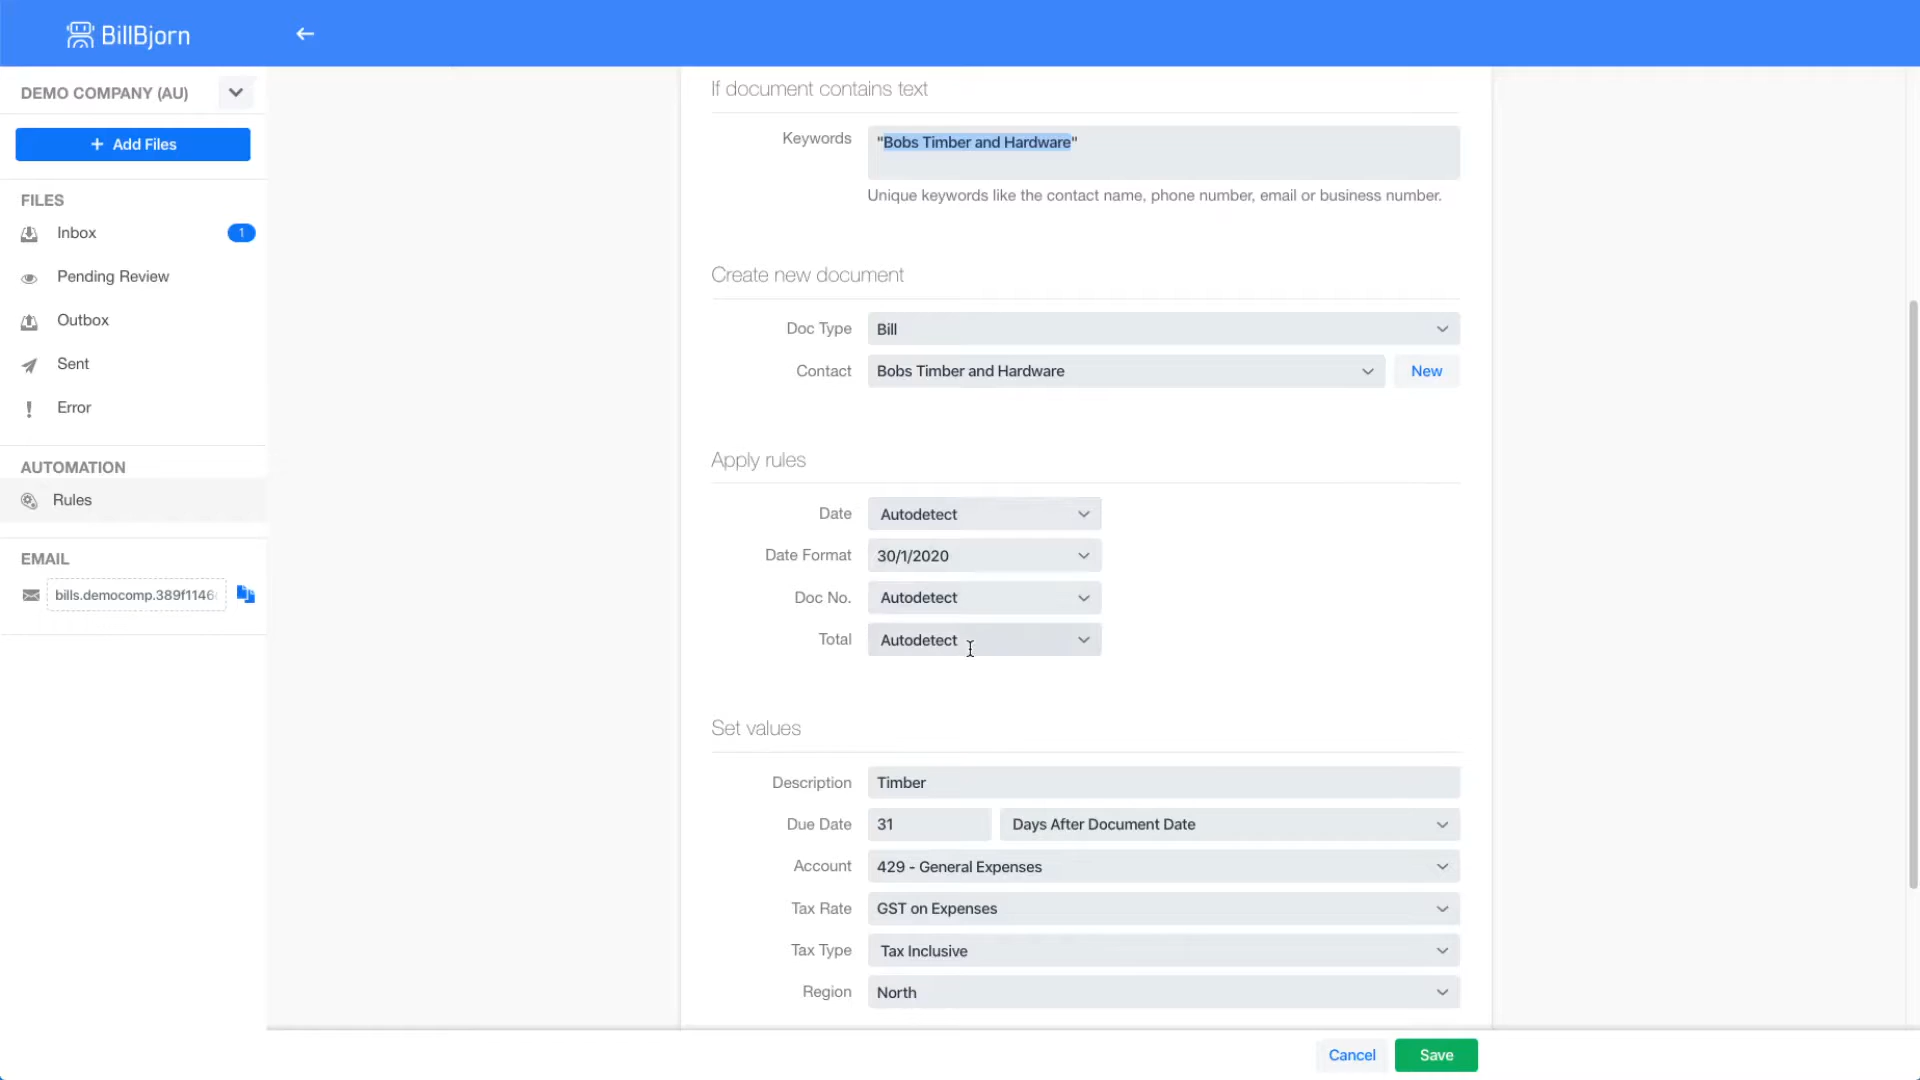 BillBjorn
DEMO COMPANY (AU)
+ Add Files
FILES
Inbox 1
Pending Review
Outbox
Sent
Error
AUTOMATION
Rules
EMAIL
bills.democomp.389f1146
If document contains text
Keywords "Bobs Timber and Hardware"
Unique keywords like the contact name, phone number, email or business number.
Create new document
Doc Type Bill
Contact Bobs Timber and Hardware New
Apply rules
Date Autodetect
Date Format 30/1/2020
Doc No. Autodetect
Total Autodetect
Set values
Description Timber
Due Date 31 Days After Document Date
Account 429 - General Expenses
Tax Rate GST on Expenses
Tax Type Tax Inclusive
Region North
Cancel Save